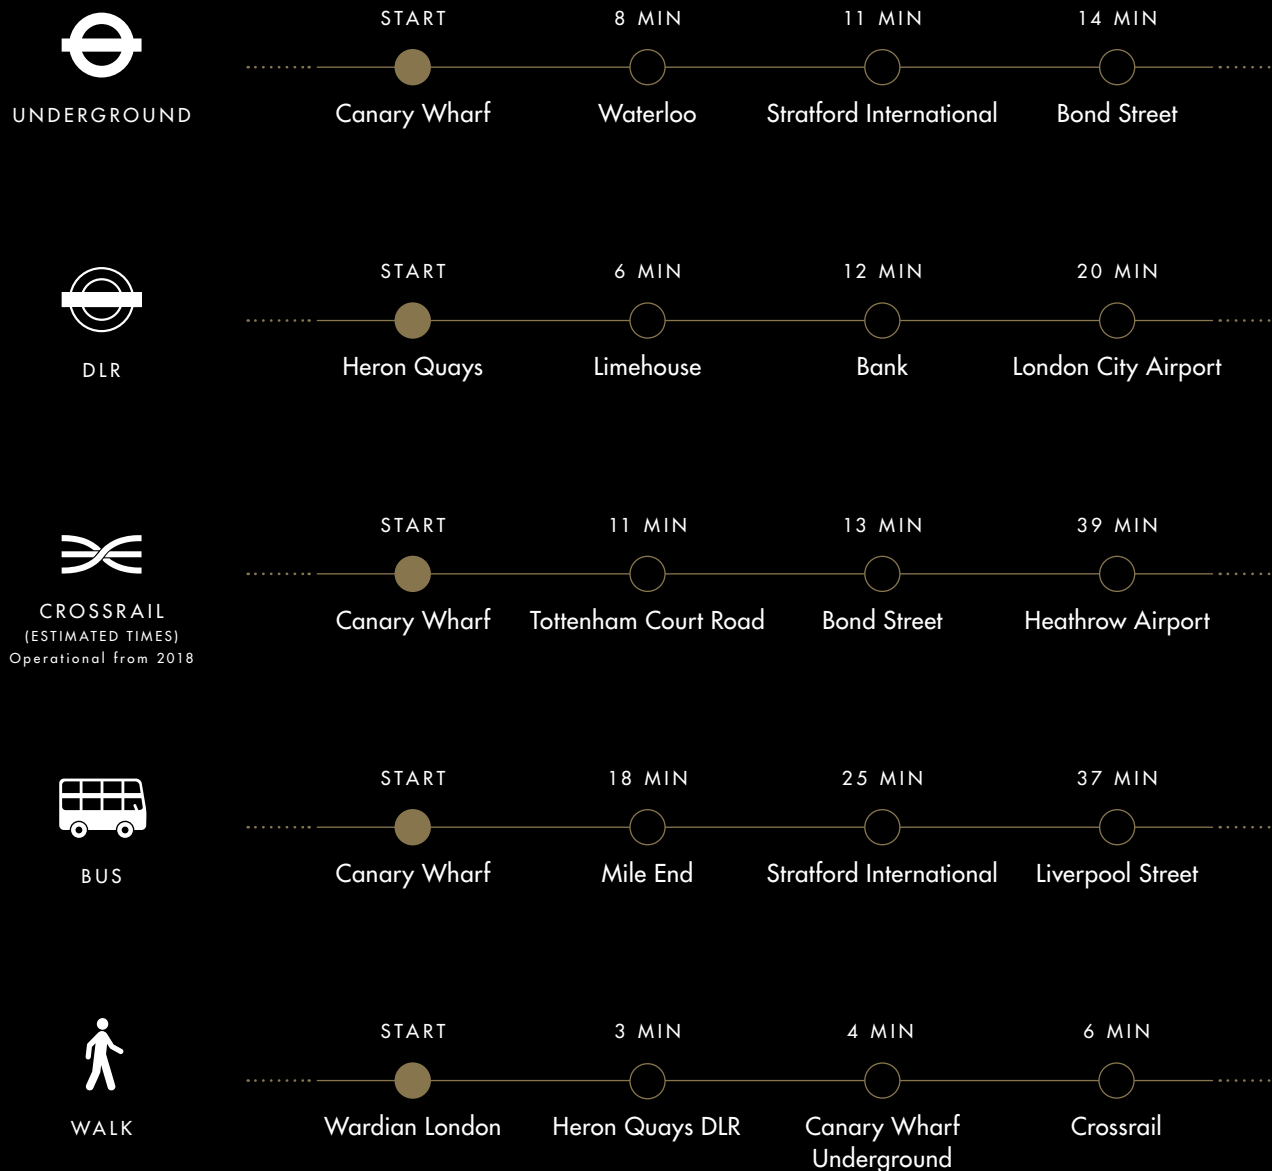 START 8 MIN 11 MIN 14 MIN
UNDERGROUND Canary Wharf Waterloo Stratford International Bond Street
START 6 MIN 12 MIN 20 MIN
DLR Heron Quays Limehouse Bank London City Airport
START 11 MIN 13 MIN 39 MIN
CROSSRAIL Canary Wharf Tottenham Court Road Bond Street Heathrow Airport
(ESTIMATED TIMES)
Operational from 2018
START 18 MIN 25 MIN 37 MIN
BUS Canary Wharf Mile End Stratford International Liverpool Street
START 3 MIN 4 MIN 6 MIN
WALK Wardian London Heron Quays DLR Canary Wharf Crossrail
Underground